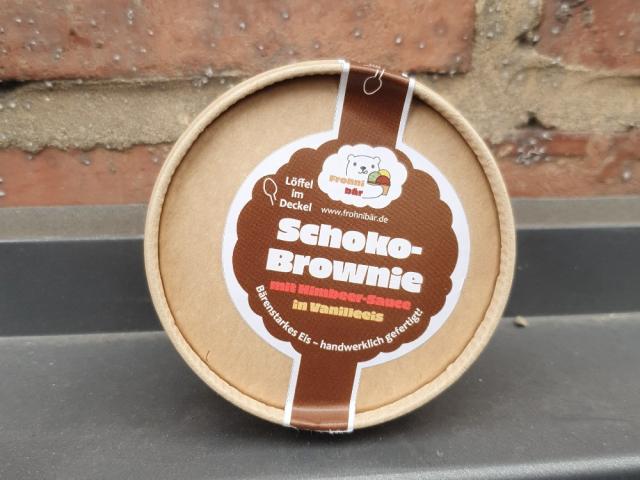 Frohni
bär
Löffel
im
Deckel
www.frohnibär.de
Schoko-
Brownie
mit Himbeer-Sauce
in Vanilleeis
Bärenstarkes Eis – handwerklich gefertigt!